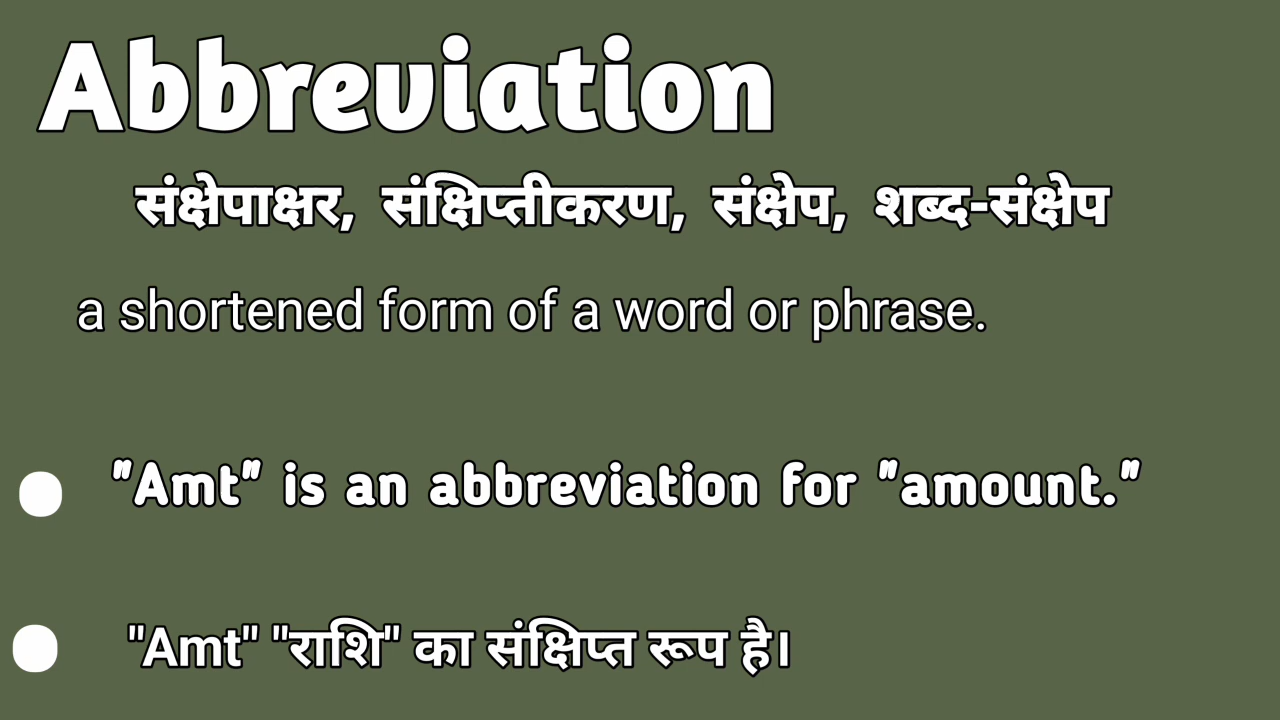 Abbreviation
संक्षेपाक्षर, संक्षिप्तीकरण, संक्षेप, शब्द-संक्षेप
a shortened form of a word or phrase.
"Amt" is an abbreviation for "amount."
"Amt" "राशि" का संक्षिप्त रूप है।